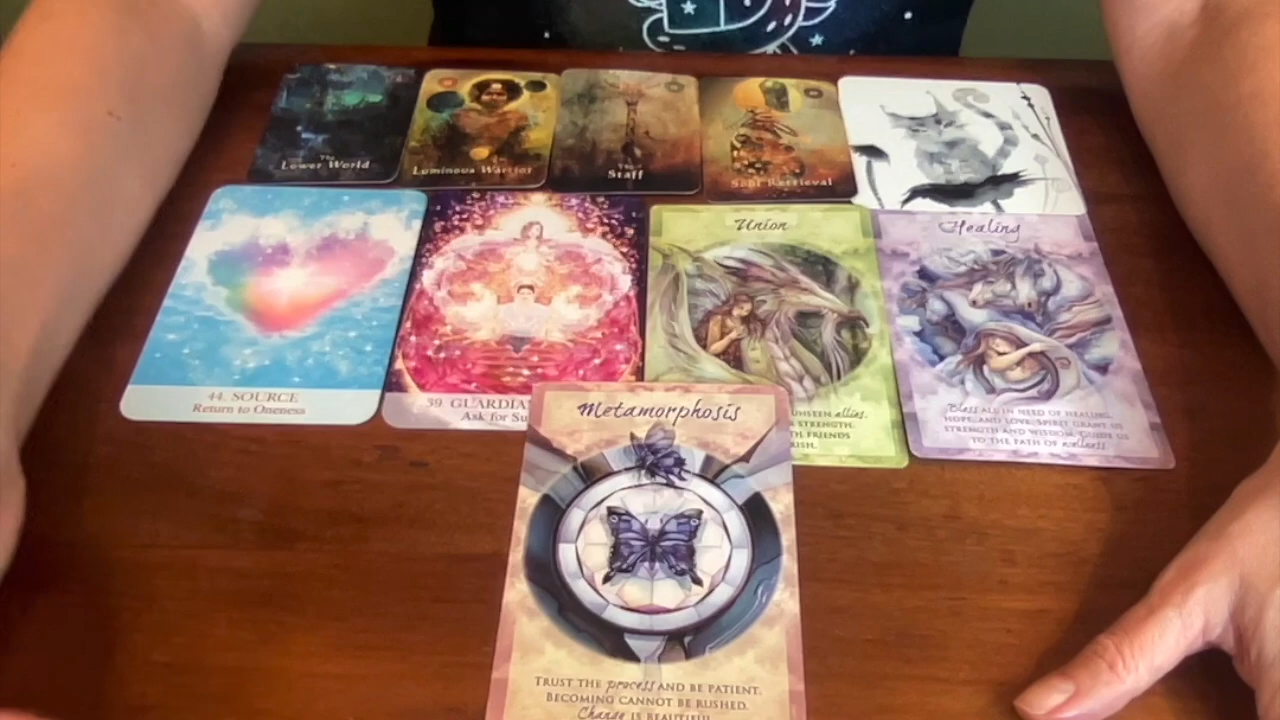 The
Lower World
Luminous Warrior
The
Staff
Soul Retrieval
44. SOURCE
Return to Oneness
39. GUARDIAN
Ask for Su
Union
UNSEEN allies.
STRENGTH.
TH FRIENDS
RISH.
Healing
Bless ALL IN NEED OF HEALING,
HOPE, AND LOVE. SPIRIT GRANT US
STRENGTH AND WISDOM. GUIDE US
TO THE PATH OF wellness.
Metamorphosis
TRUST THE process AND BE PATIENT.
BECOMING CANNOT BE RUSHED.
Change IS BEAUTIFUL